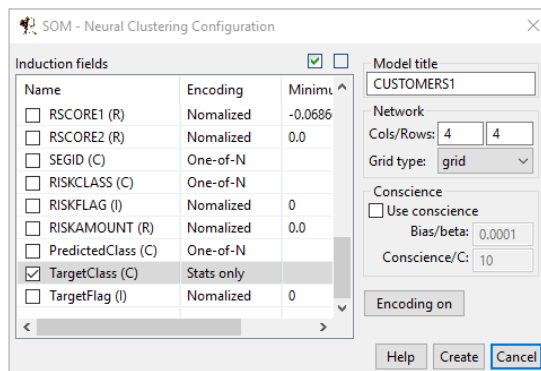 SOM - Neural Clustering Configuration
Induction fields
Name Encoding Minimu
RSCORE1 (R) Nomalized -0.0686
RSCORE2 (R) Nomalized 0.0
SEGID (C) One-of-N
RISKCLASS (C) One-of-N
RISKFLAG (I) Nomalized 0
RISKAMOUNT (R) Nomalized 0.0
PredictedClass (C) One-of-N
TargetClass (C) Stats only
TargetFlag (I) Nomalized 0
Model title
CUSTOMERS1
Network
Cols/Rows: 4 4
Grid type: grid
Conscience
Use conscience
Bias/beta: 0.0001
Conscience/C: 10
Encoding on
Help Create Cancel